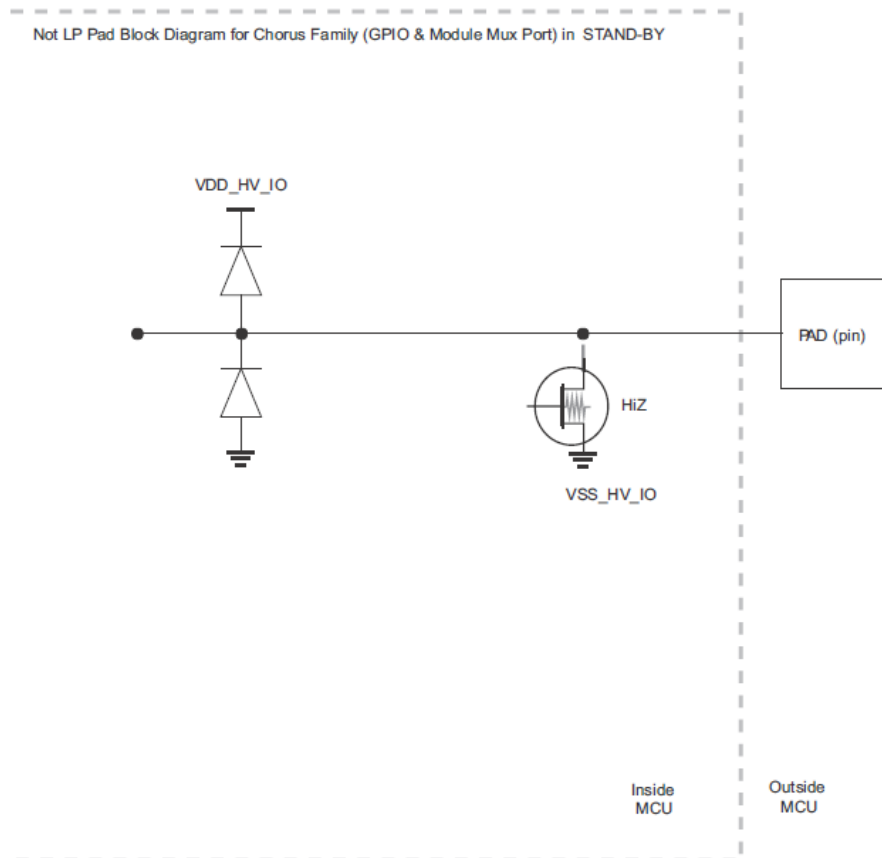 Not LP Pad Block Diagram for Chorus Family (GPIO & Module Mux Port) in STAND-BY
VDD_HV_IO
PAD (pin)
HiZ
VSS_HV_IO
Inside
MCU
Outside
MCU